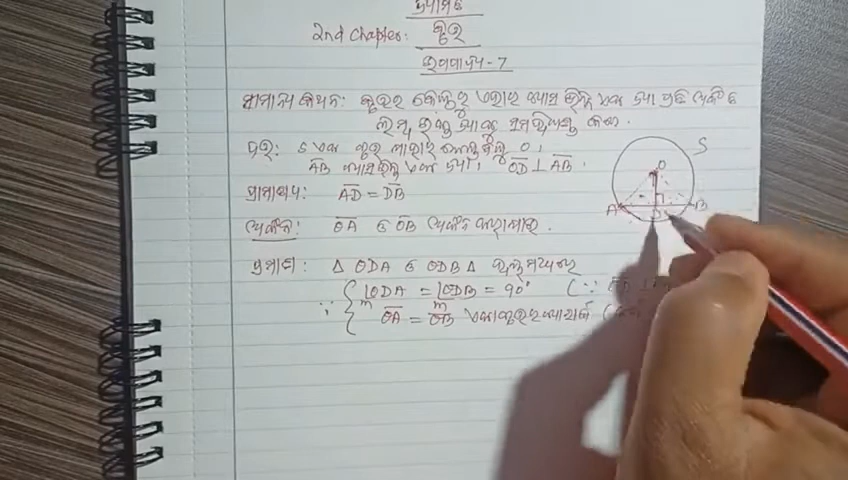 ଜ୍ୟାମିତି
2nd Chapter: ବୃତ୍ତ
ଉପପାଦ୍ୟ-7
ସାମାନ୍ୟ କଥନ: ବୃତ୍ତର କେନ୍ଦ୍ରରୁ ଏହାର ବ୍ୟାସ ଭିନ୍ନ ଏକ ଜ୍ୟା ପ୍ରତି ଅଙ୍କିତ
ଲମ୍ବ ଉକ୍ତ ଜ୍ୟାକୁ ସମଦ୍ୱିଖଣ୍ଡ କରେ.
ଦତ୍ତ: S ଏକ ବୃତ୍ତ ଯାହାର କେନ୍ଦ୍ରବିନ୍ଦୁ O,
AB ବ୍ୟାସଭିନ୍ନ ଏକ ଜ୍ୟା। OD ⊥ AB .
ପ୍ରାମାଣ୍ୟ: AD = DB
ଅଙ୍କନ: OA ଓ OB ଅଙ୍କନ କରାଯାଉ.
ପ୍ରମାଣ: Δ ODA ଓ ODB Δ ଦ୍ୱୟ ମଧ୍ୟରେ
∵ { m∠ODA = m∠ODB = 90° (∵
OA = OB ଏକା ବୃତ୍ତର ବ୍ୟାସାର୍ଦ୍ଧ
S
O
A
B
D